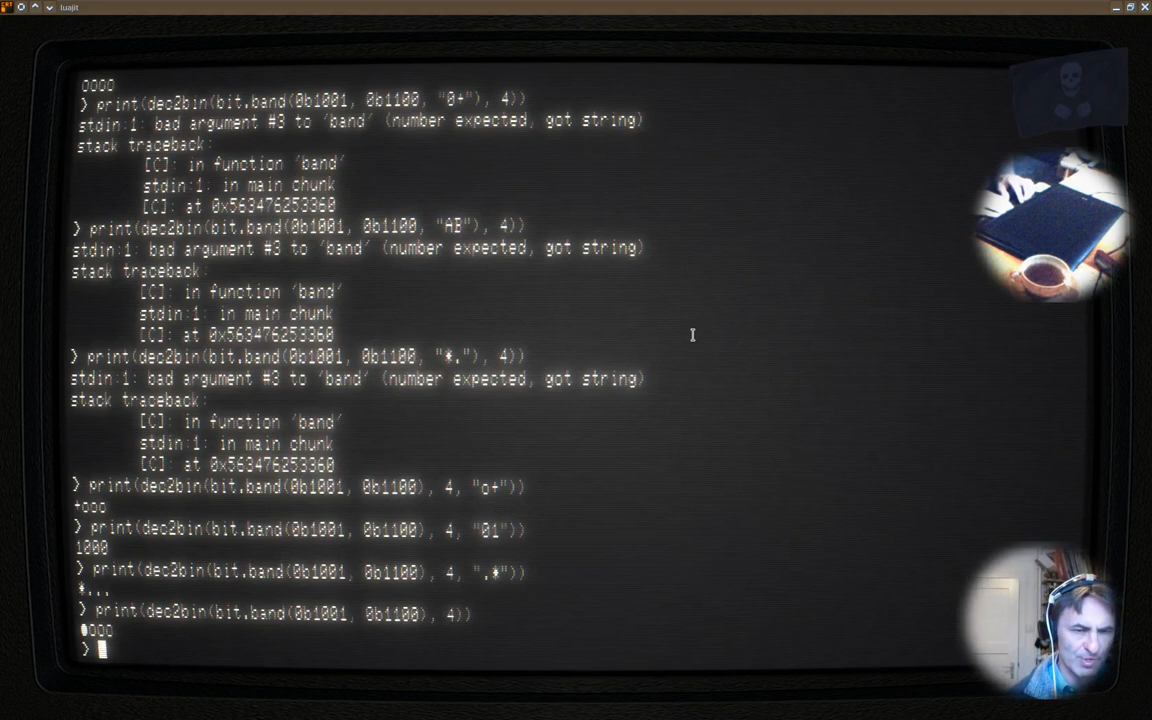 CRT
luajit
0000
} print(dec2bin(bit.band(0b1001, 0b1100, "0+"), 4))
stdin:1: bad argument #3 to 'band' (number expected, got string)
stack traceback:
[C]: in function 'band'
stdin:1: in main chunk
[C]: at 0x563476253360
} print(dec2bin(bit.band(0b1001, 0b1100, "AB"), 4))
stdin:1: bad argument #3 to 'band' (number expected, got string)
stack traceback:
[C]: in function 'band'
stdin:1: in main chunk
[C]: at 0x563476253360
} print(dec2bin(bit.band(0b1001, 0b1100, "*."), 4))
stdin:1: bad argument #3 to 'band' (number expected, got string)
stack traceback:
[C]: in function 'band'
stdin:1: in main chunk
[C]: at 0x563476253360
} print(dec2bin(bit.band(0b1001, 0b1100), 4, "o+"))
+ooo
} print(dec2bin(bit.band(0b1001, 0b1100), 4, "01"))
1000
} print(dec2bin(bit.band(0b1001, 0b1100), 4, ".*"))
*...
} print(dec2bin(bit.band(0b1001, 0b1100), 4))
●○○○
}